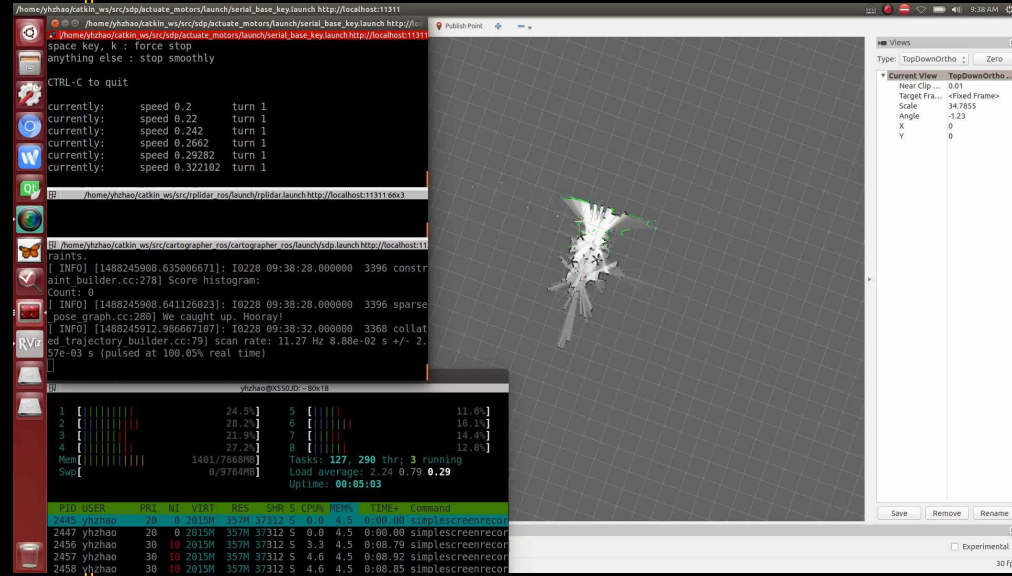 /home/yhzhao/catkin_ws/src/sdp/actuate_motors/launch/serial_base_key.launch http://localhost:11311
9:38 AM
/home/yhzhao/catkin_ws/src/sdp/actuate_motors/launch/serial_base_key.launch http://loc
/home/yhzhao/catkin_ws/src/sdp/actuate_motors/launch/serial_base_key.launch http://localhost:11311
space key, k : force stop
anything else : stop smoothly
CTRL-C to quit
currently: speed 0.2 turn 1
currently: speed 0.22 turn 1
currently: speed 0.242 turn 1
currently: speed 0.2662 turn 1
currently: speed 0.29282 turn 1
currently: speed 0.322102 turn 1
/home/yhzhao/catkin_ws/src/rplidar_ros/launch/rplidar.launch http://localhost:11311 66x3
/home/yhzhao/catkin_ws/src/cartographer_ros/cartographer_ros/launch/sdp.launch http://localhost:11
raints.
[ INFO] [1488245908.635006671]: I0228 09:38:28.000000 3396 constr
aint_builder.cc:278] Score histogram:
Count: 0
[ INFO] [1488245908.641126023]: I0228 09:38:28.000000 3396 sparse
_pose_graph.cc:280] We caught up. Hooray!
[ INFO] [1488245912.986667107]: I0228 09:38:32.000000 3368 collat
ed_trajectory_builder.cc:79] scan rate: 11.27 Hz 8.88e-02 s +/- 2.
57e-03 s (pulsed at 100.05% real time)
yhzhao@X550JD: ~ 80x18
1 [ 24.5%] 5 [ 11.6%]
2 [ 28.2%] 6 [ 16.1%]
3 [ 21.9%] 7 [ 14.4%]
4 [ 27.2%] 8 [ 12.8%]
Mem[ 1401/7868MB] Tasks: 127, 290 thr; 3 running
Swp[ 0/9764MB] Load average: 2.24 0.79 0.29
Uptime: 00:05:03
PID USER PRI NI VIRT RES SHR S CPU% MEM% TIME+ Command
2445 yhzhao 20 0 2015M 357M 37312 S 0.0 4.5 0:00.00 simplescreenrecor
2447 yhzhao 20 0 2015M 357M 37312 S 0.0 4.5 0:00.00 simplescreenrecor
2456 yhzhao 30 10 2015M 357M 37312 S 3.3 4.5 0:08.79 simplescreenrecor
2457 yhzhao 30 10 2015M 357M 37312 S 4.6 4.5 0:08.92 simplescreenrecor
2458 yhzhao 30 10 2015M 357M 37312 S 4.6 4.5 0:08.85 simplescreenrecor
W
Qt
RViz
Publish Point
Views
Type: TopDownOrtho Zero
Current View TopDownOrtho ...
Near Clip ... 0.01
Target Fra... <Fixed Frame>
Scale 34.7855
Angle -1.23
X 0
Y 0
Save Remove Rename
Experimental
30 fp